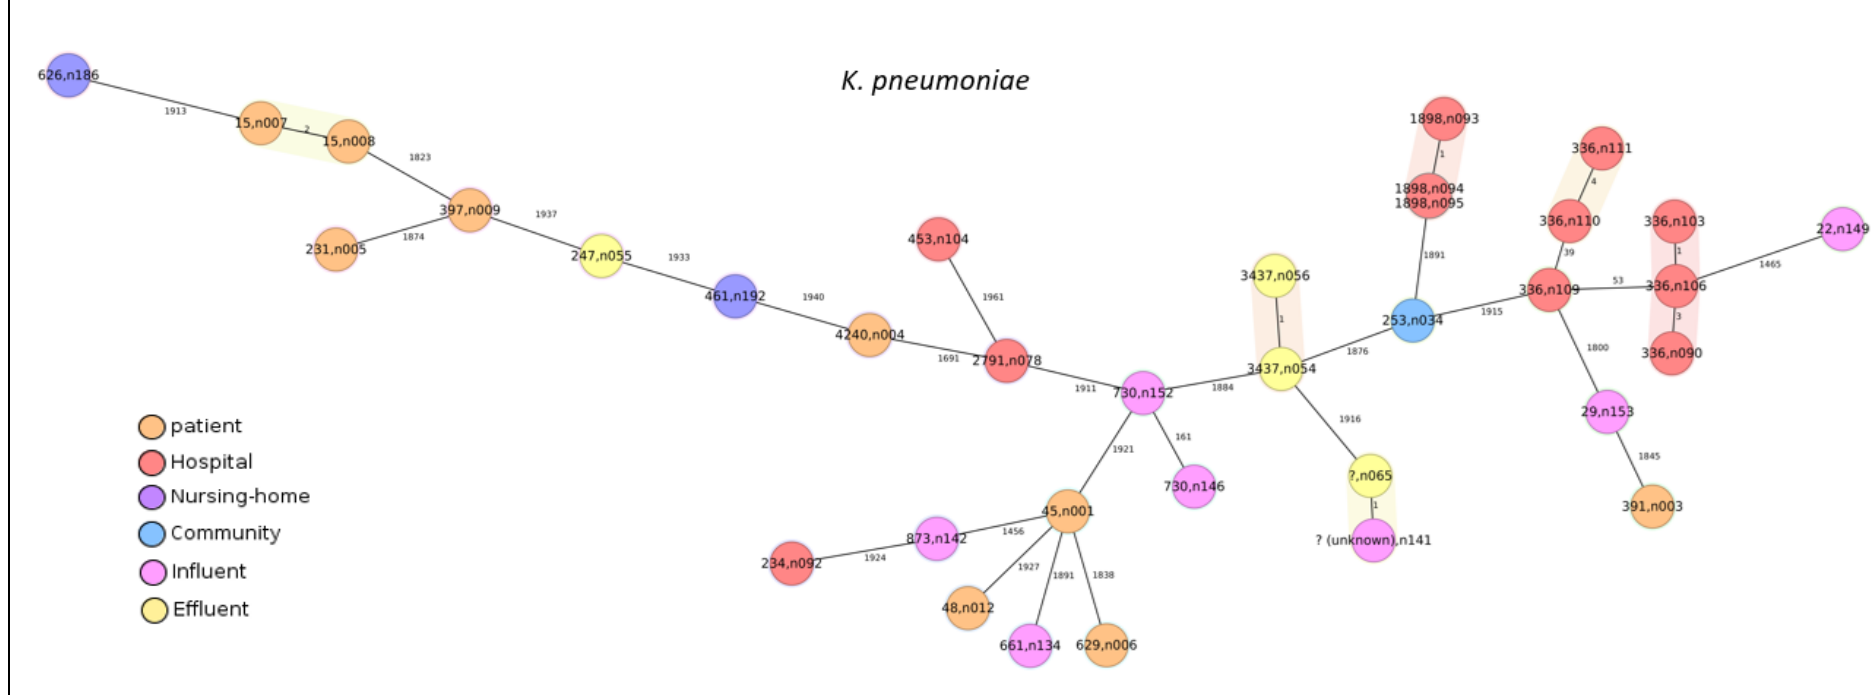 K. pneumoniae
626,n186
1913
15,n007
2
15,n008
1823
397,n009
1874
231,n005
1937
247,n055
1933
461,n192
1940
4240,n004
1691
2791,n078
1961
453,n104
1911
730,n152
1884
161
730,n146
1921
45,n001
1456
873,n142
1924
234,n092
1927
48,n012
1891
661,n134
1838
629,n006
3437,n056
1
3437,n054
1916
?,n065
1
? (unknown),n141
1876
253,n034
1891
1898,n094
1898,n095
1
1898,n093
1915
336,n109
39
336,n110
4
336,n111
53
336,n106
1
336,n103
3
336,n090
1465
22,n149
1800
29,n153
1845
391,n003
patient
Hospital
Nursing-home
Community
Influent
Effluent